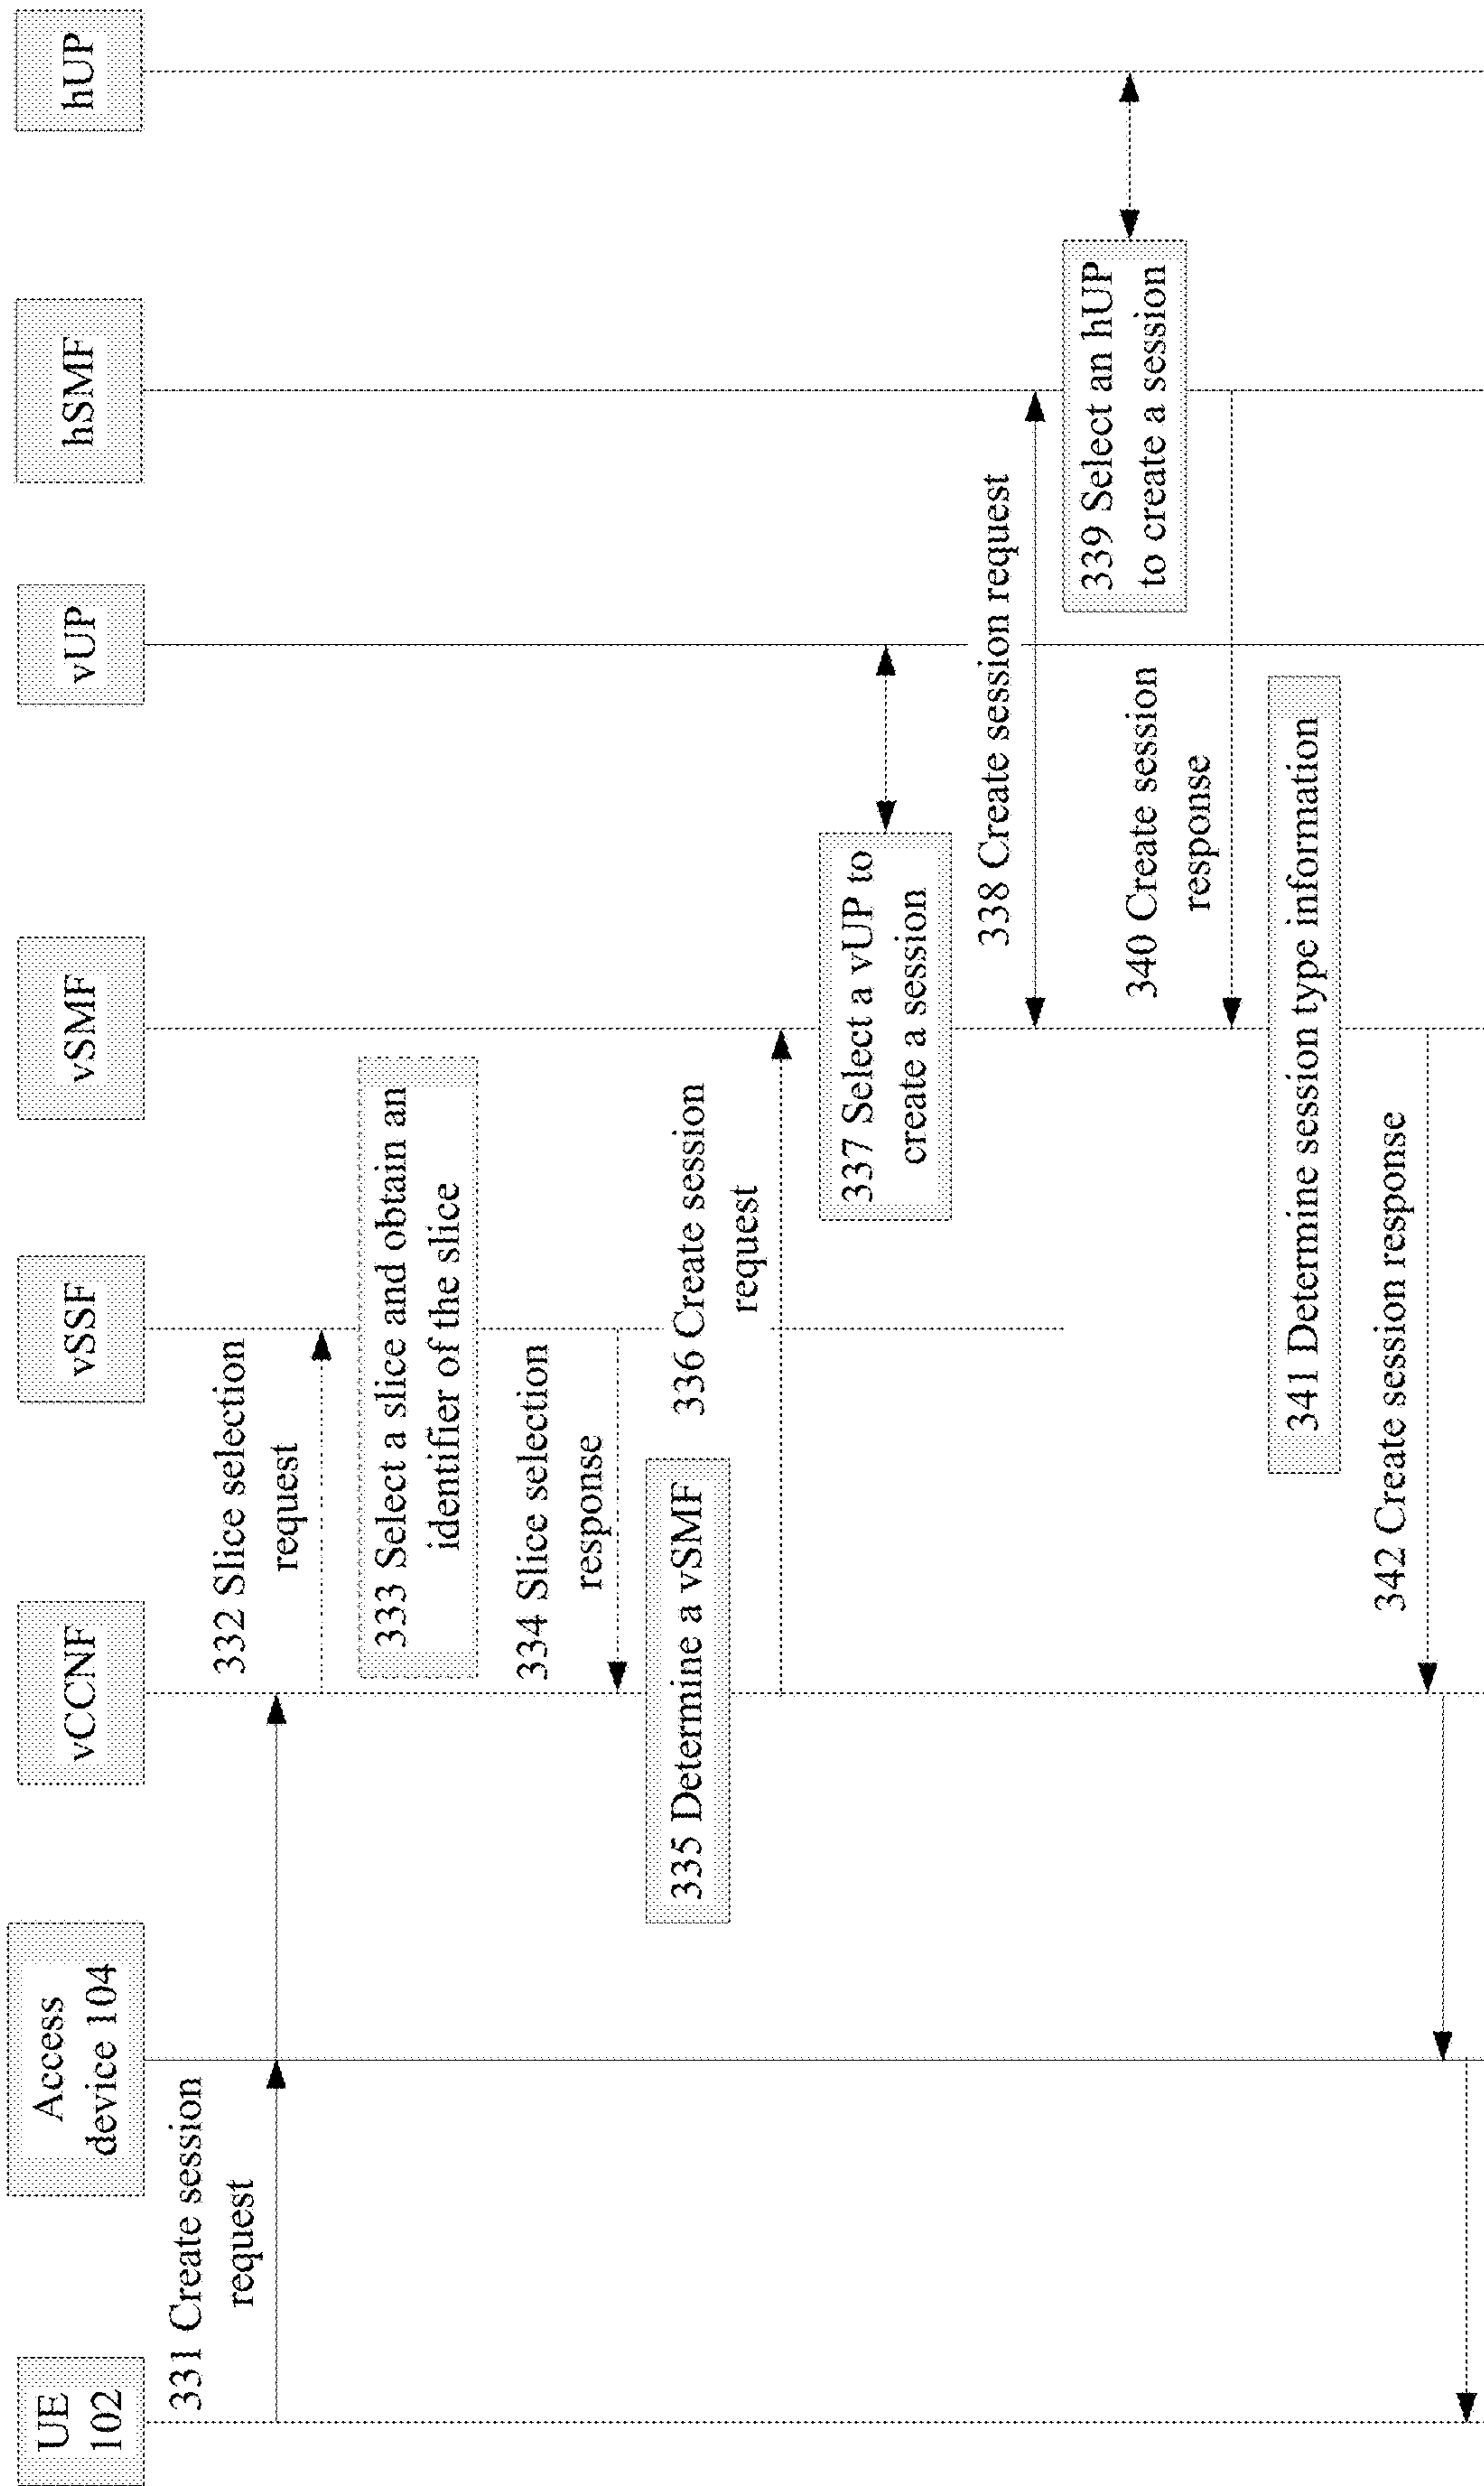 UE
102
Access
device 104
vCCNF
vSSF
vSMF
vUP
hSMF
hUP
331 Create session
request
332 Slice selection
request
333 Select a slice and obtain an
identifier of the slice
334 Slice selection
response
335 Determine a vSMF
336 Create session
request
337 Select a vUP to
create a session
338 Create session request
339 Select an hUP
to create a session
340 Create session
response
341 Determine session type information
342 Create session response